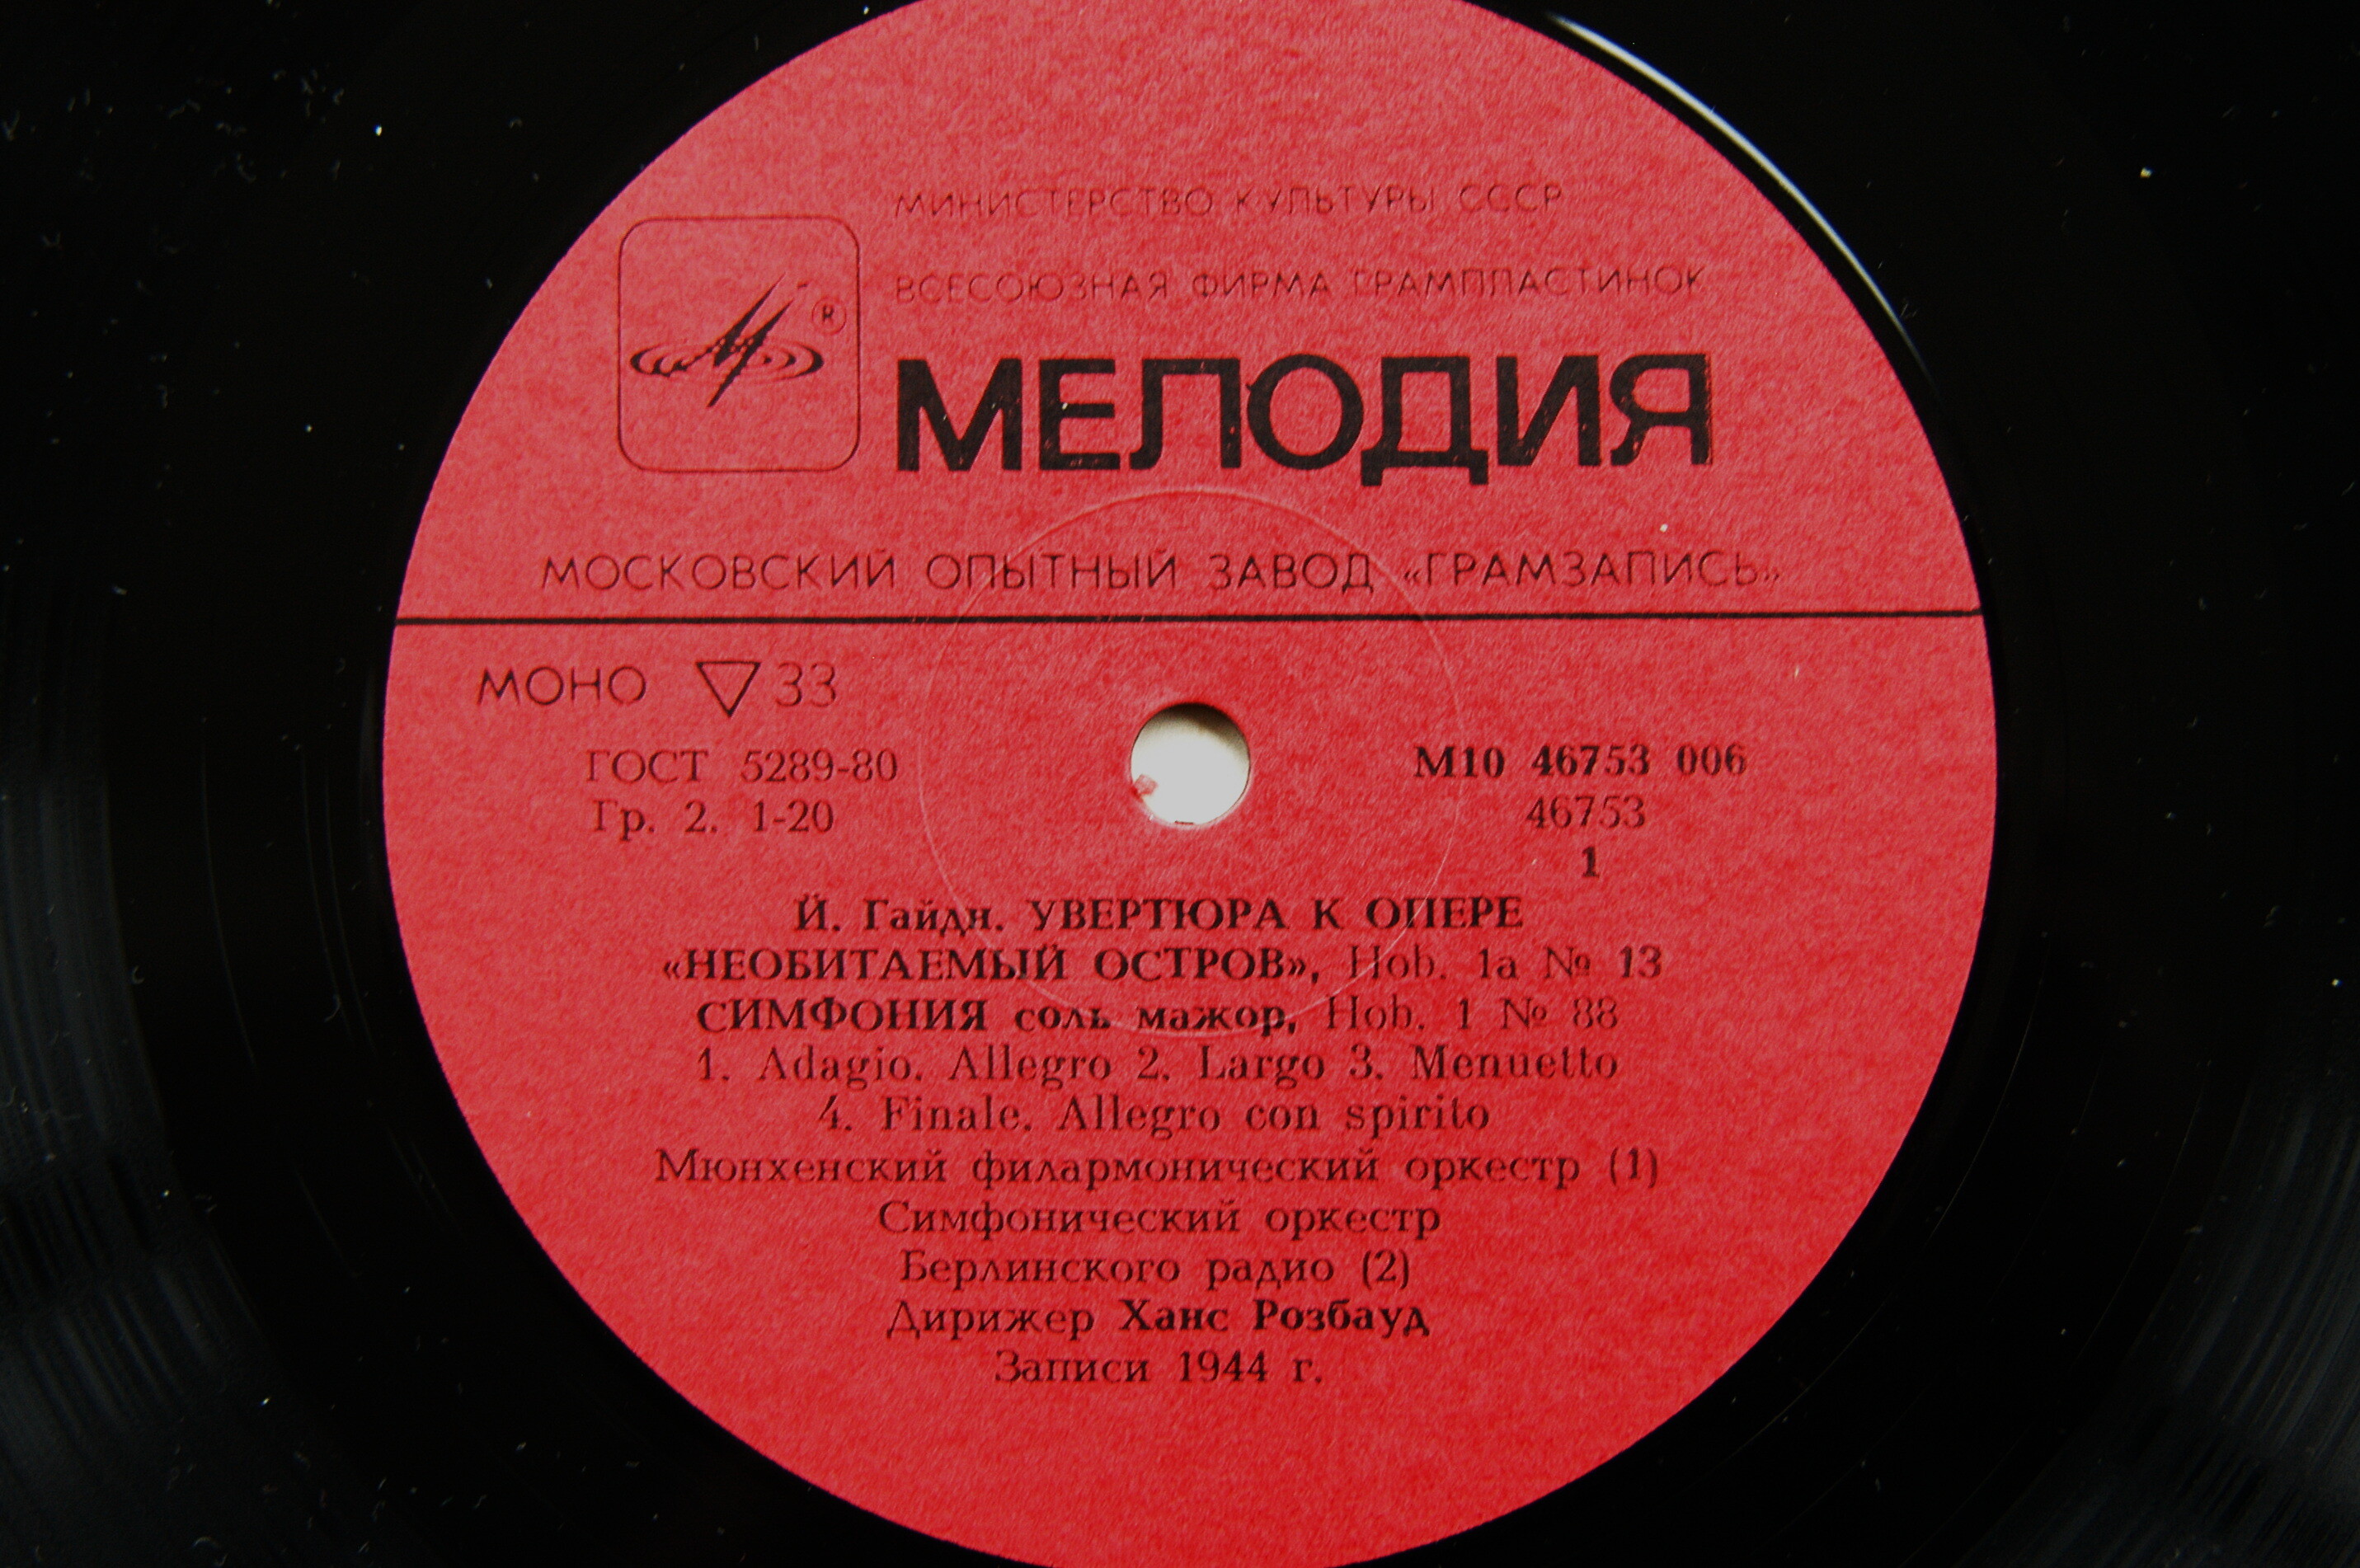 МИНИСТЕРСТВО КУЛЬТУРЫ СССР
ВСЕСОЮЗНАЯ ФИРМА ГРАМПЛАСТИНОК
®
МЕЛОДИЯ
МОСКОВСКИЙ ОПЫТНЫЙ ЗАВОД «ГРАМЗАПИСЬ»
МОНО ▽ 33
ГОСТ 5289-80
Гр. 2. 1-20
М10 46753 006
46753
1
Й. Гайдн. УВЕРТЮРА К ОПЕРЕ
«НЕОБИТАЕМЫЙ ОСТРОВ», Hob. 1a № 13
СИМФОНИЯ соль мажор, Hob. 1 № 88
1. Adagio. Allegro 2. Largo 3. Menuetto
4. Finale. Allegro con spirito
Мюнхенский филармонический оркестр (1)
Симфонический оркестр
Берлинского радио (2)
Дирижер Ханс Розбауд
Записи 1944 г.